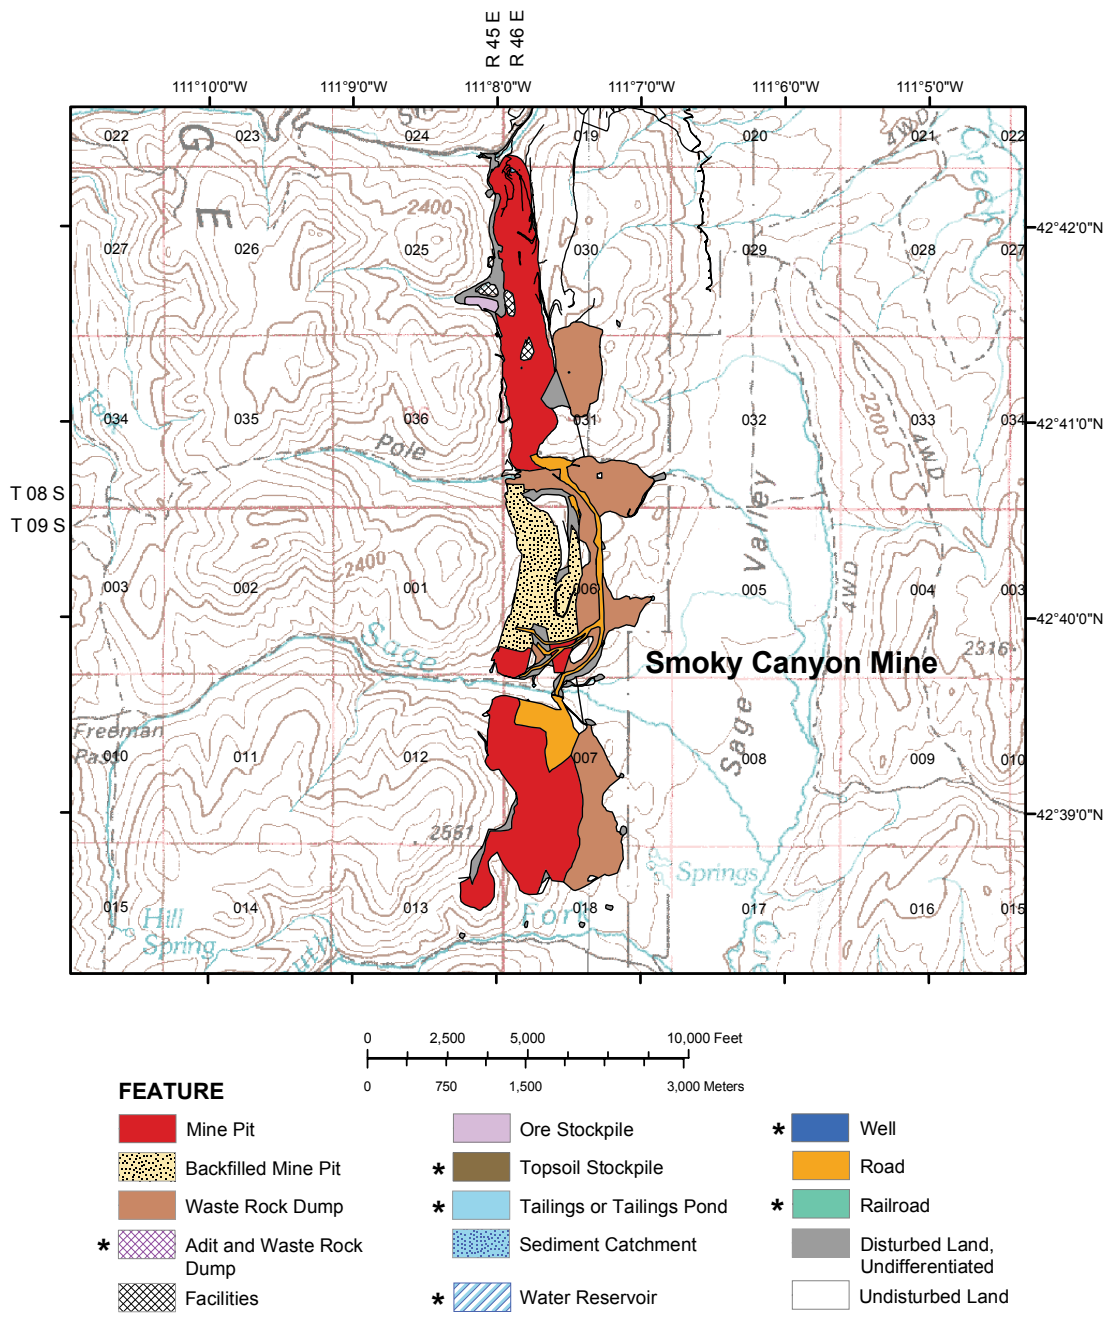 R 45 E
R 46 E
111°10'0"W 111°9'0"W 111°8'0"W 111°7'0"W 111°6'0"W 111°5'0"W
022 023 024 019 020 021 022
G
E
4WD
Creek
2400
42°42'0"N
027 026 025 030 029 028 027
Fork
034 035 036 031 032 033 034
2200
4WD
42°41'0"N
Pole
T 08 S
T 09 S
Valley
2400
4WD
003 002 001 006 005 004 003
42°40'0"N
Sage
2316
Smoky Canyon Mine
Sage
Freeman
Pass
010 011 012 007 008 009 010
42°39'0"N
2551
Springs
015 014 013 018 017 016 015
Hill
Spring
Fork
0 2,500 5,000 10,000 Feet
0 750 1,500 3,000 Meters
FEATURE
Mine Pit
Backfilled Mine Pit
Waste Rock Dump
* Adit and Waste Rock
Dump
Facilities
Ore Stockpile
* Topsoil Stockpile
* Tailings or Tailings Pond
Sediment Catchment
* Water Reservoir
* Well
Road
* Railroad
Disturbed Land,
Undifferentiated
Undisturbed Land